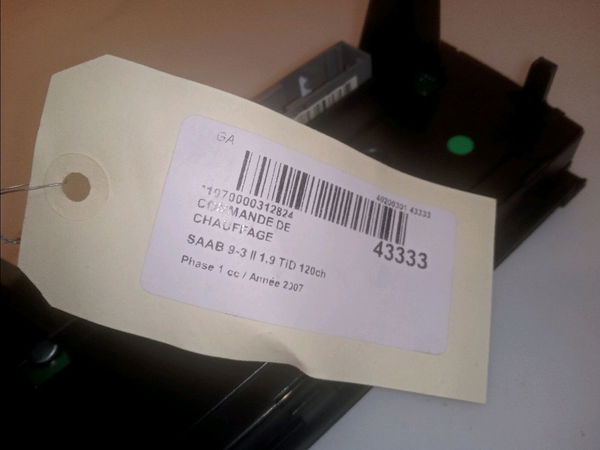 GA
40200301 43333
*1070000312824
COMMANDE DE
CHAUFFAGE
43333
SAAB 9-3 II 1.9 TiD 120ch
Phase 1 cc / Année 2007